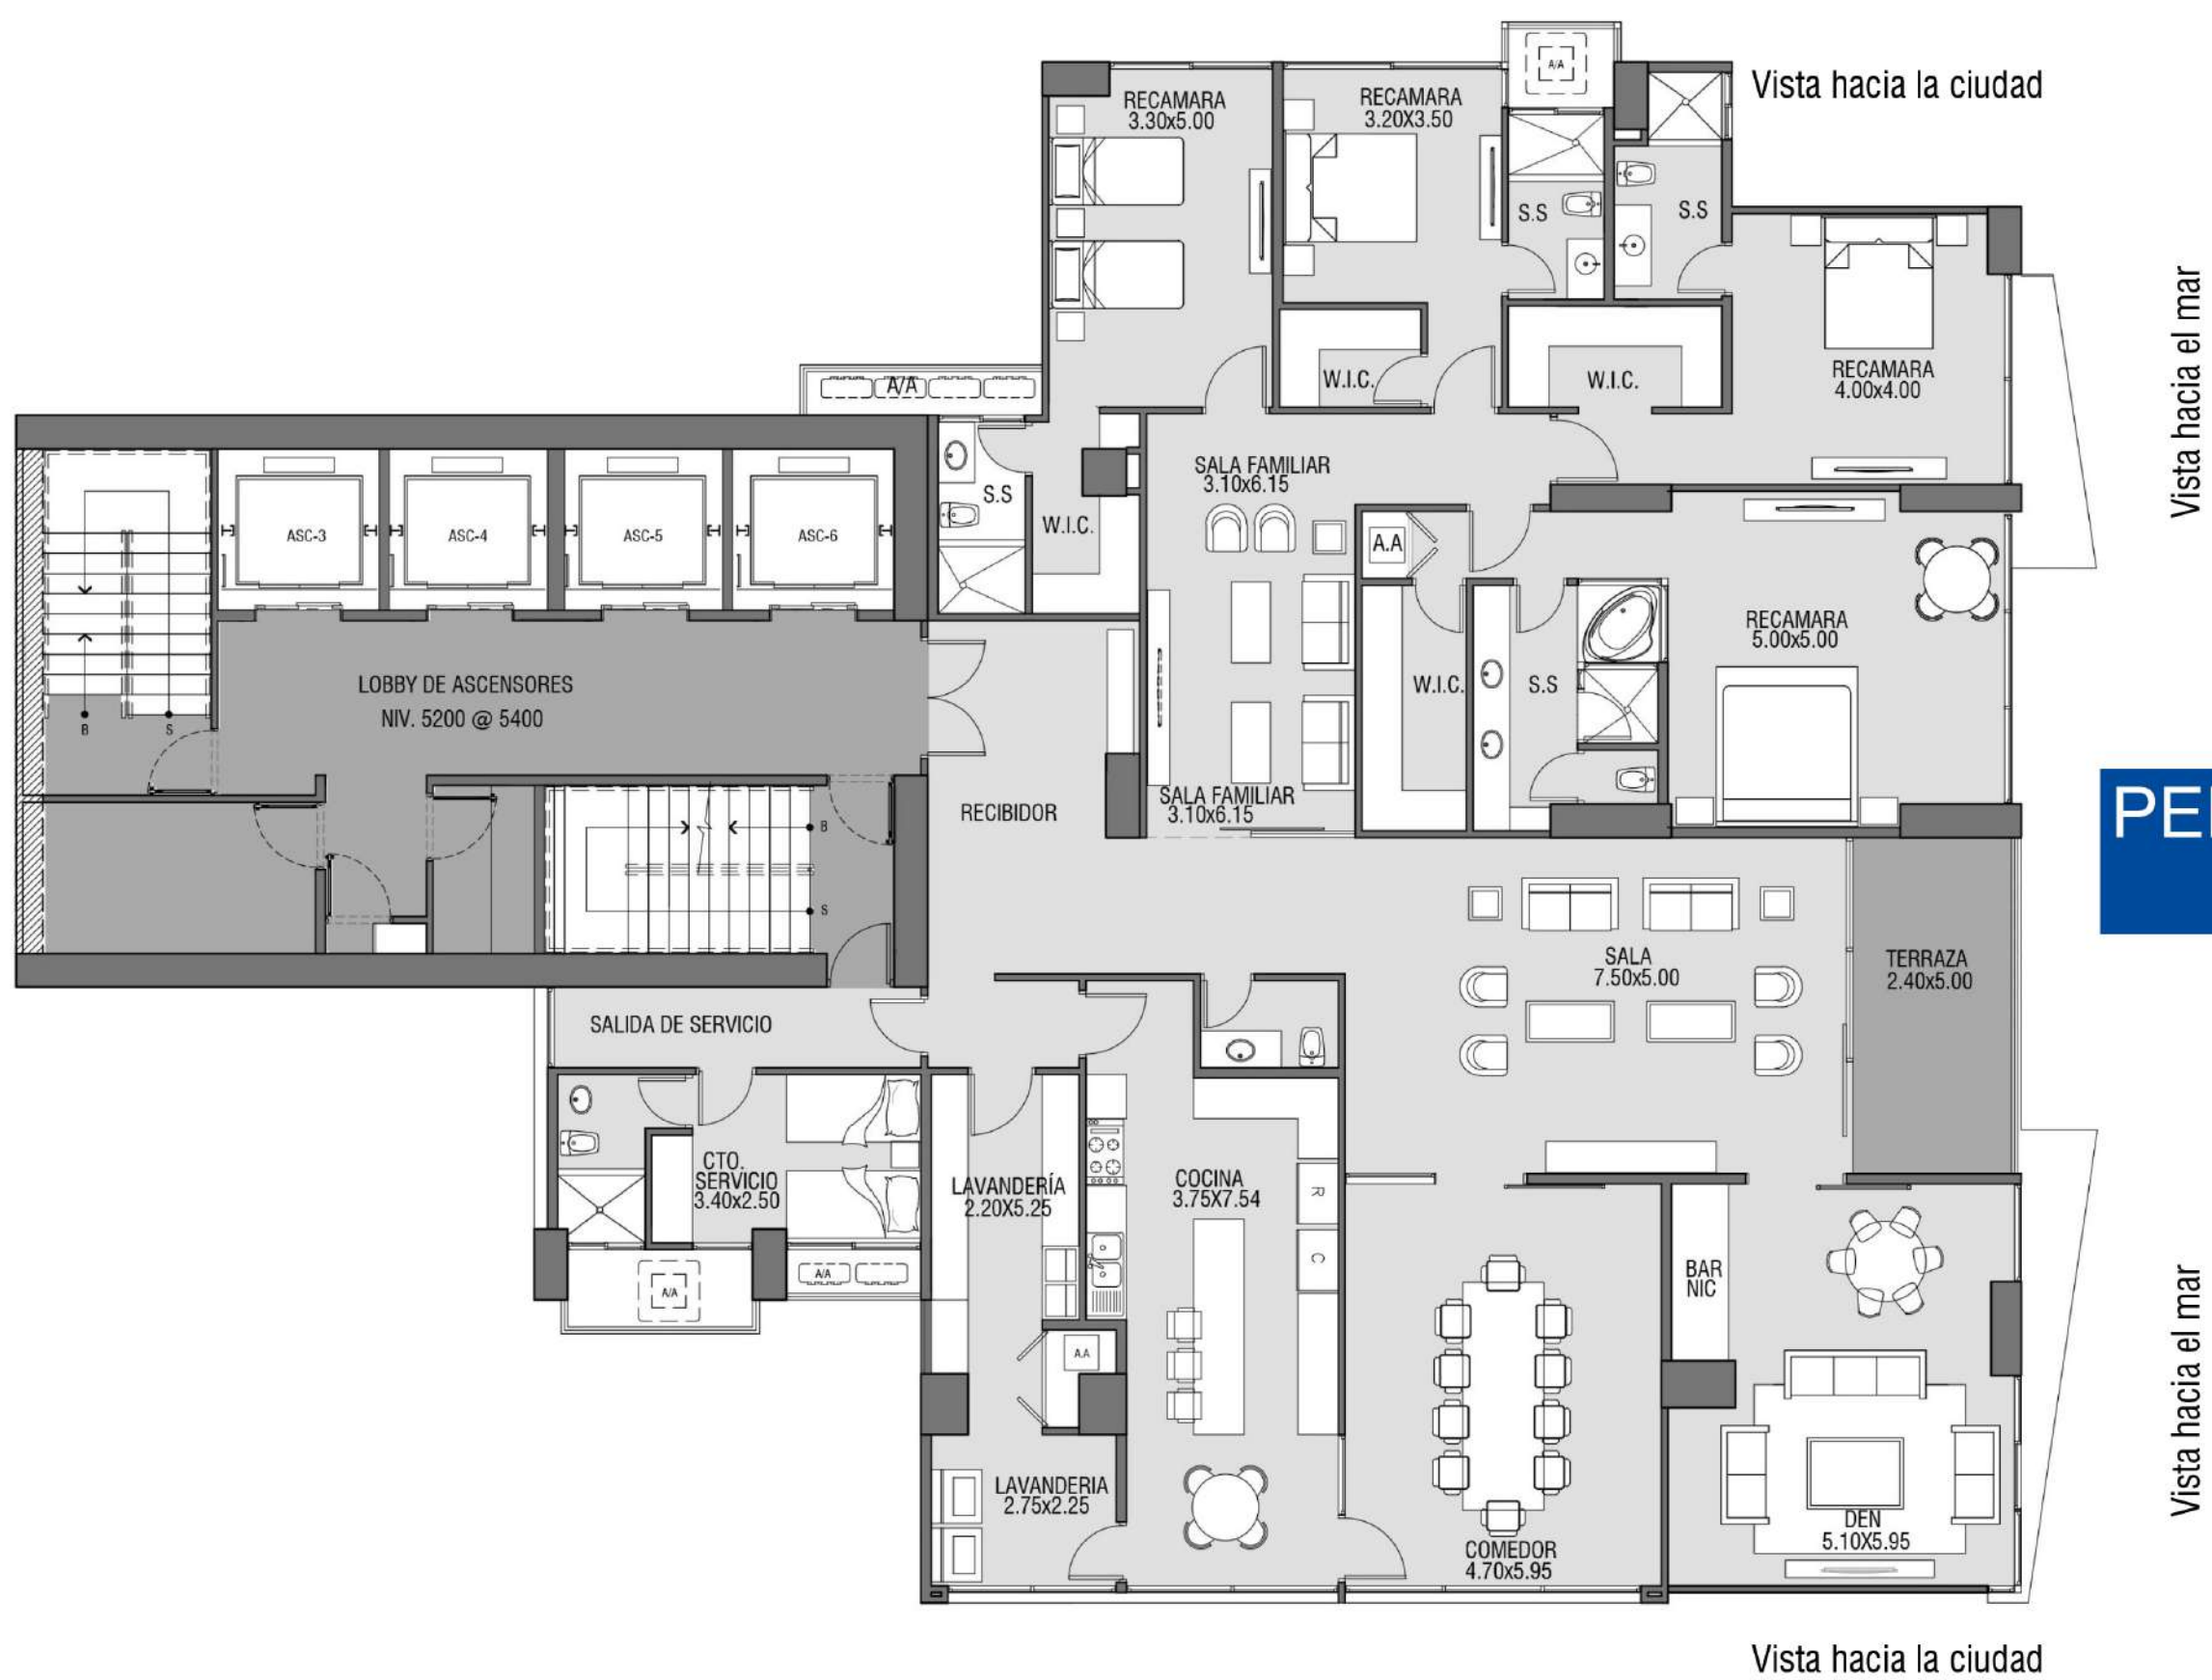 A/A
Vista hacia la ciudad
RECAMARA
3.30x5.00
RECAMARA
3.20X3.50
S.S
S.S
Vista hacia el mar
RECAMARA
4.00x4.00
W.I.C.
W.I.C.
A/A
SALA FAMILIAR
3.10x6.15
S.S
W.I.C.
ASC-3
ASC-4
ASC-5
ASC-6
A.A
RECAMARA
5.00x5.00
W.I.C.
S.S
LOBBY DE ASCENSORES
NIV. 5200 @ 5400
B
S
SALA FAMILIAR
3.10x6.15
RECIBIDOR
B
S
SALA
7.50x5.00
TERRAZA
2.40x5.00
SALIDA DE SERVICIO
CTO.
SERVICIO
3.40x2.50
LAVANDERÍA
2.20X5.25
COCINA
3.75X7.54
R
C
BAR
NIC
A/A
A/A
A.A
Vista hacia el mar
LAVANDERIA
2.75x2.25
COMEDOR
4.70x5.95
DEN
5.10X5.95
Vista hacia la ciudad